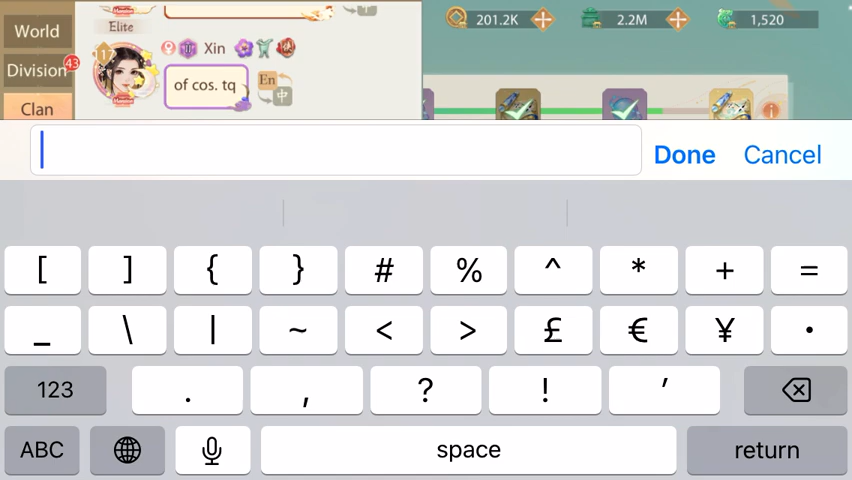 World
Elite
201.2K
2.2M
1,520
17
Xin
Division
43
of cos. tq
En
中
Clan
Done
Cancel
[ ] { } # % ^ * + =
_ \ | ~ < > £ € ¥ •
123 . , ? ! ’
ABC
space
return